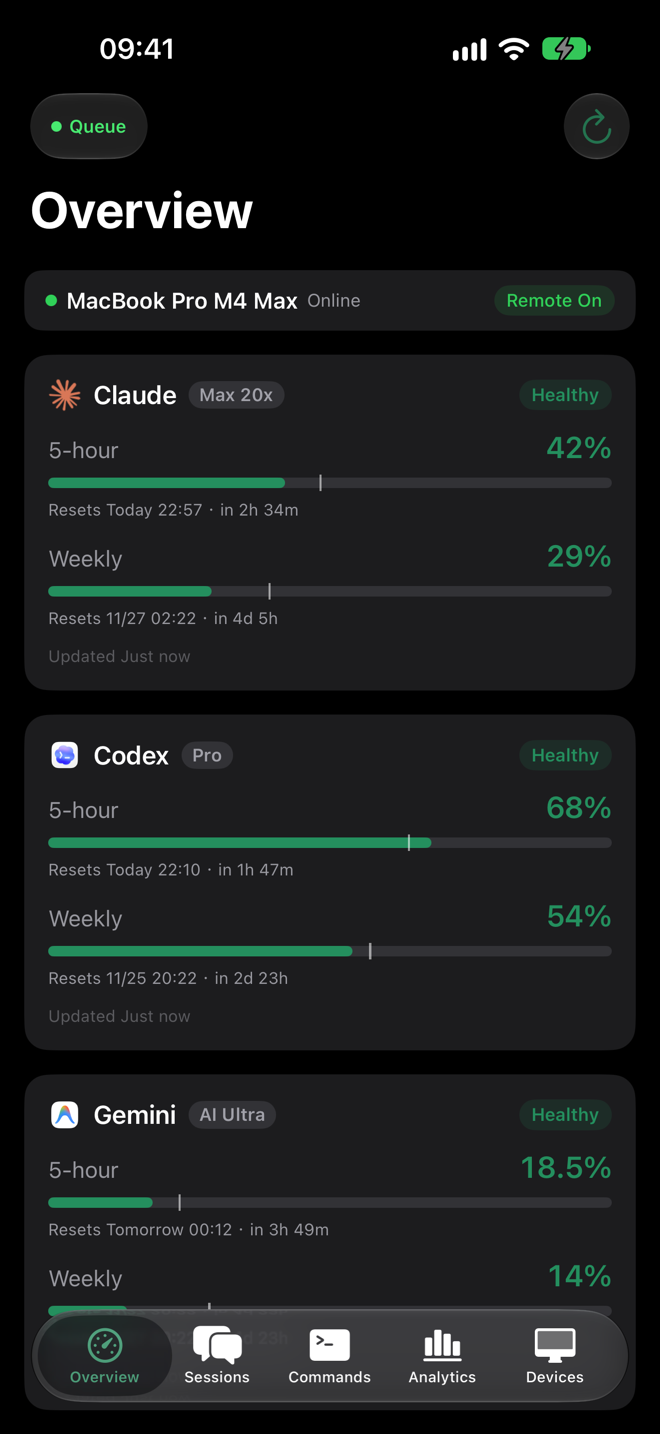 09:41
Queue
Overview
MacBook Pro M4 Max Online Remote On
Claude Max 20x Healthy
5-hour 42%
Resets Today 22:57 · in 2h 34m
Weekly 29%
Resets 11/27 02:22 · in 4d 5h
Updated Just now
Codex Pro Healthy
5-hour 68%
Resets Today 22:10 · in 1h 47m
Weekly 54%
Resets 11/25 20:22 · in 2d 23h
Updated Just now
Gemini AI Ultra Healthy
5-hour 18.5%
Resets Tomorrow 00:12 · in 3h 49m
Weekly 14%
Overview Sessions Commands Analytics Devices